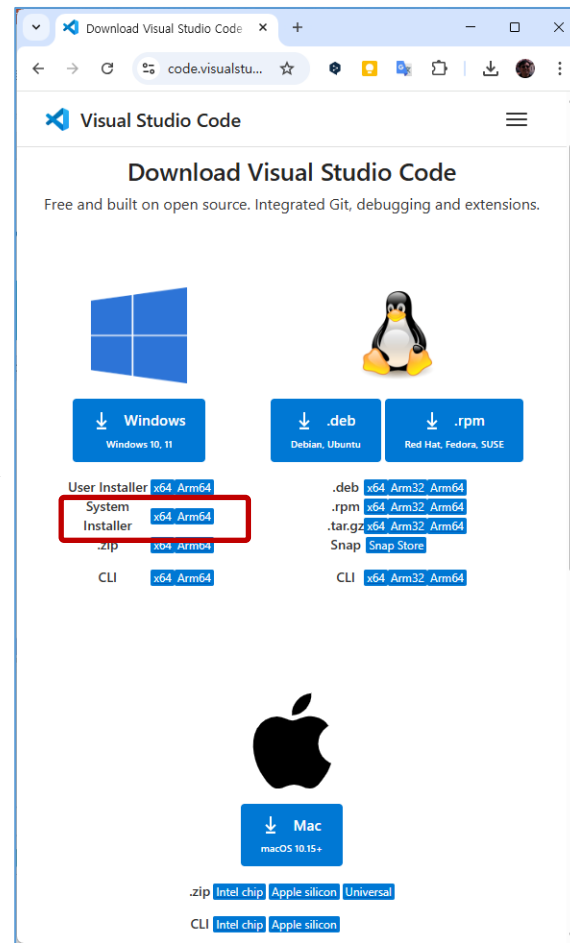 Download Visual Studio Code
code.visualstu...
Visual Studio Code
Download Visual Studio Code
Free and built on open source. Integrated Git, debugging and extensions.
Windows
Windows 10, 11
User Installer x64 Arm64
System
Installer x64 Arm64
.zip x64 Arm64
CLI x64 Arm64
.deb
Debian, Ubuntu
.rpm
Red Hat, Fedora, SUSE
.deb x64 Arm32 Arm64
.rpm x64 Arm32 Arm64
.tar.gz x64 Arm32 Arm64
Snap Snap Store
CLI x64 Arm32 Arm64
Mac
macOS 10.15+
.zip Intel chip Apple silicon Universal
CLI Intel chip Apple silicon